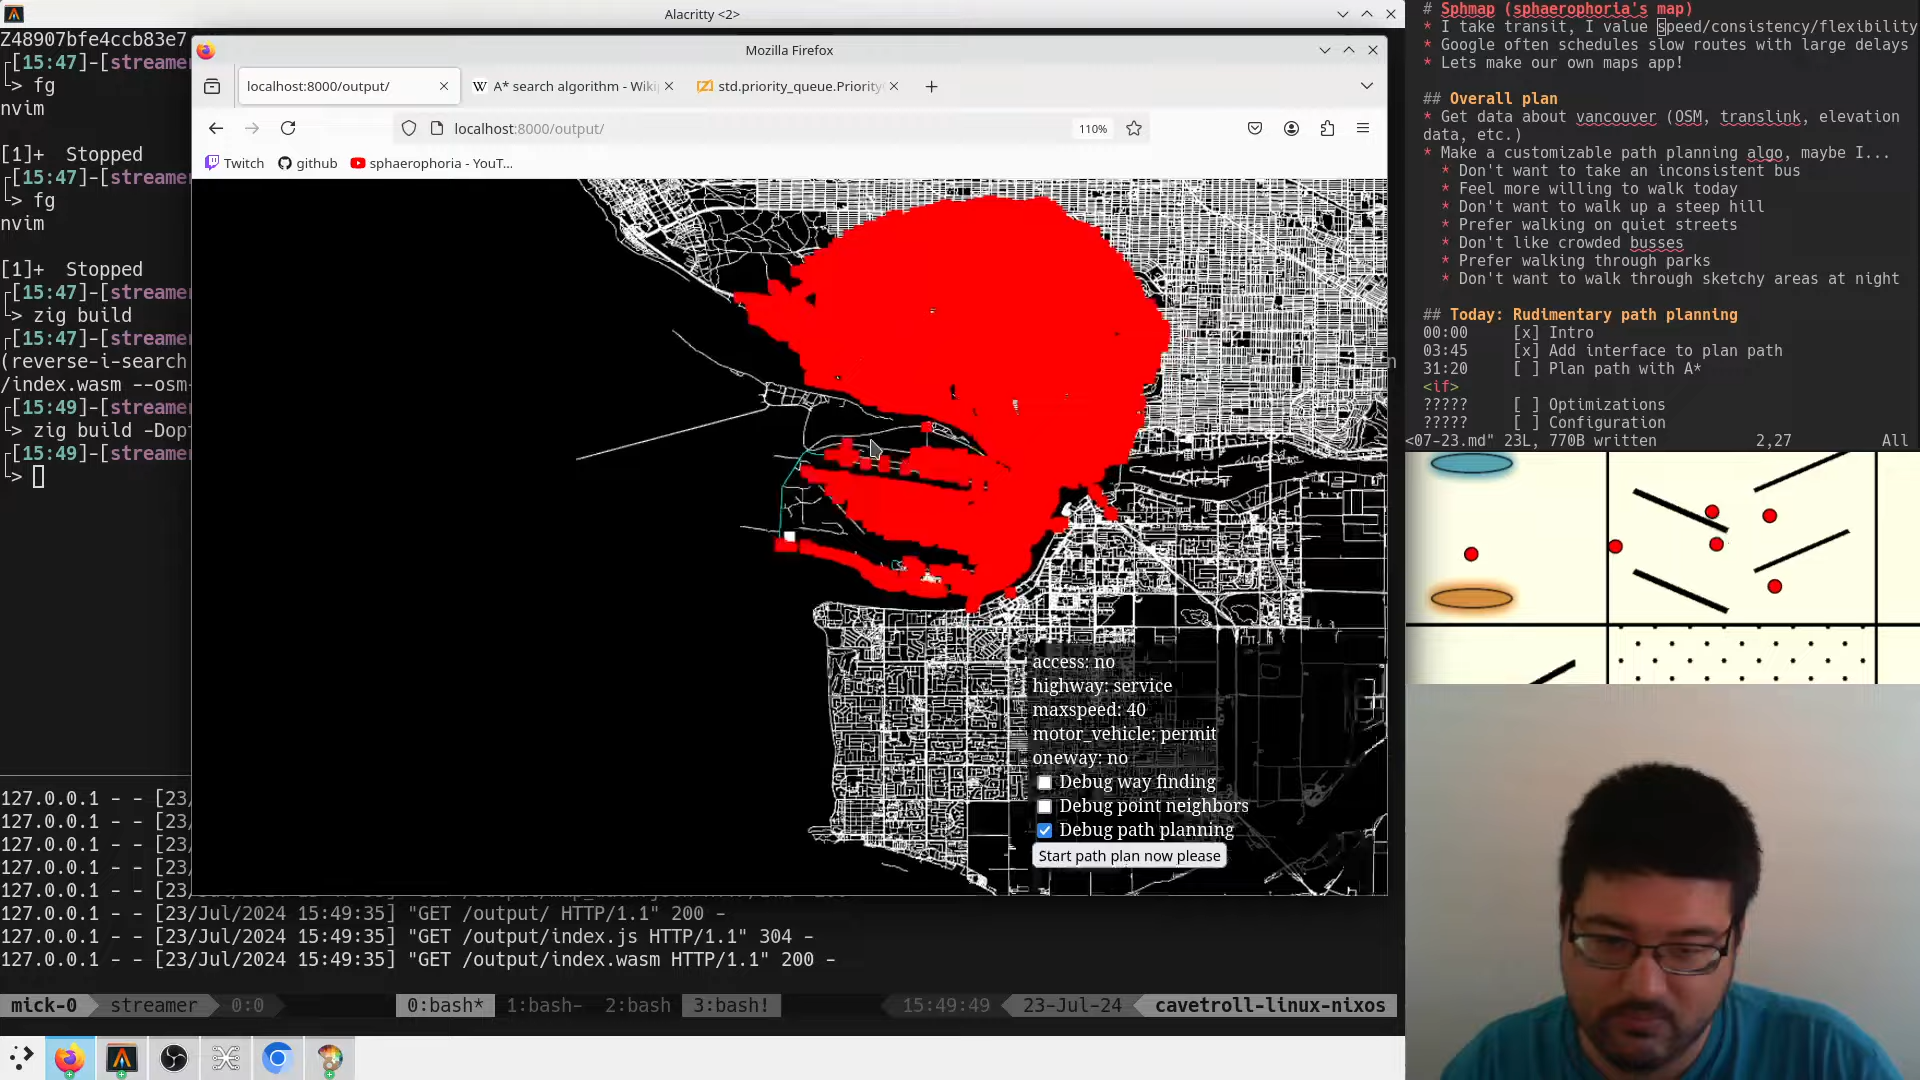 Alacritty <2>
Z48907bfe4ccb83e7
┌[15:47]-[streamer
└> fg
nvim
[1]+ Stopped
┌[15:47]-[streamer
└> fg
nvim
[1]+ Stopped
┌[15:47]-[streamer
└> zig build
┌[15:47]-[streamer
(reverse-i-search
/index.wasm --osm-
┌[15:49]-[streamer
└> zig build -Dop
┌[15:49]-[streamer
└>
Mozilla Firefox
localhost:8000/output/
A* search algorithm - Wiki
std.priority_queue.Priority
localhost:8000/output/
110%
Twitch
github
sphaerophoria - YouT...
access: no
highway: service
maxspeed: 40
motor_vehicle: permit
oneway: no
Debug way finding
Debug point neighbors
Debug path planning
Start path plan now please
127.0.0.1 - - [23/
127.0.0.1 - - [23/
127.0.0.1 - - [23/
127.0.0.1 - - [23/
127.0.0.1 - - [23/
127.0.0.1 - - [23/Jul/2024 15:49:35] "GET /output/ HTTP/1.1" 200 -
127.0.0.1 - - [23/Jul/2024 15:49:35] "GET /output/index.js HTTP/1.1" 304 -
127.0.0.1 - - [23/Jul/2024 15:49:35] "GET /output/index.wasm HTTP/1.1" 200 -
mick-0 streamer 0:0 0:bash* 1:bash- 2:bash 3:bash! 15:49:49 23-Jul-24 cavetroll-linux-nixos
# Sphmap (sphaerophoria's map)
* I take transit, I value speed/consistency/flexibility
* Google often schedules slow routes with large delays
* Lets make our own maps app!
## Overall plan
* Get data about vancouver (OSM, translink, elevation
data, etc.)
* Make a customizable path planning algo, maybe I...
* Don't want to take an inconsistent bus
* Feel more willing to walk today
* Don't want to walk up a steep hill
* Prefer walking on quiet streets
* Don't like crowded busses
* Prefer walking through parks
* Don't want to walk through sketchy areas at night
## Today: Rudimentary path planning
00:00 [x] Intro
03:45 [x] Add interface to plan path
31:20 [ ] Plan path with A*
<if>
????? [ ] Optimizations
????? [ ] Configuration
<07-23.md" 23L, 770B written 2,27 All